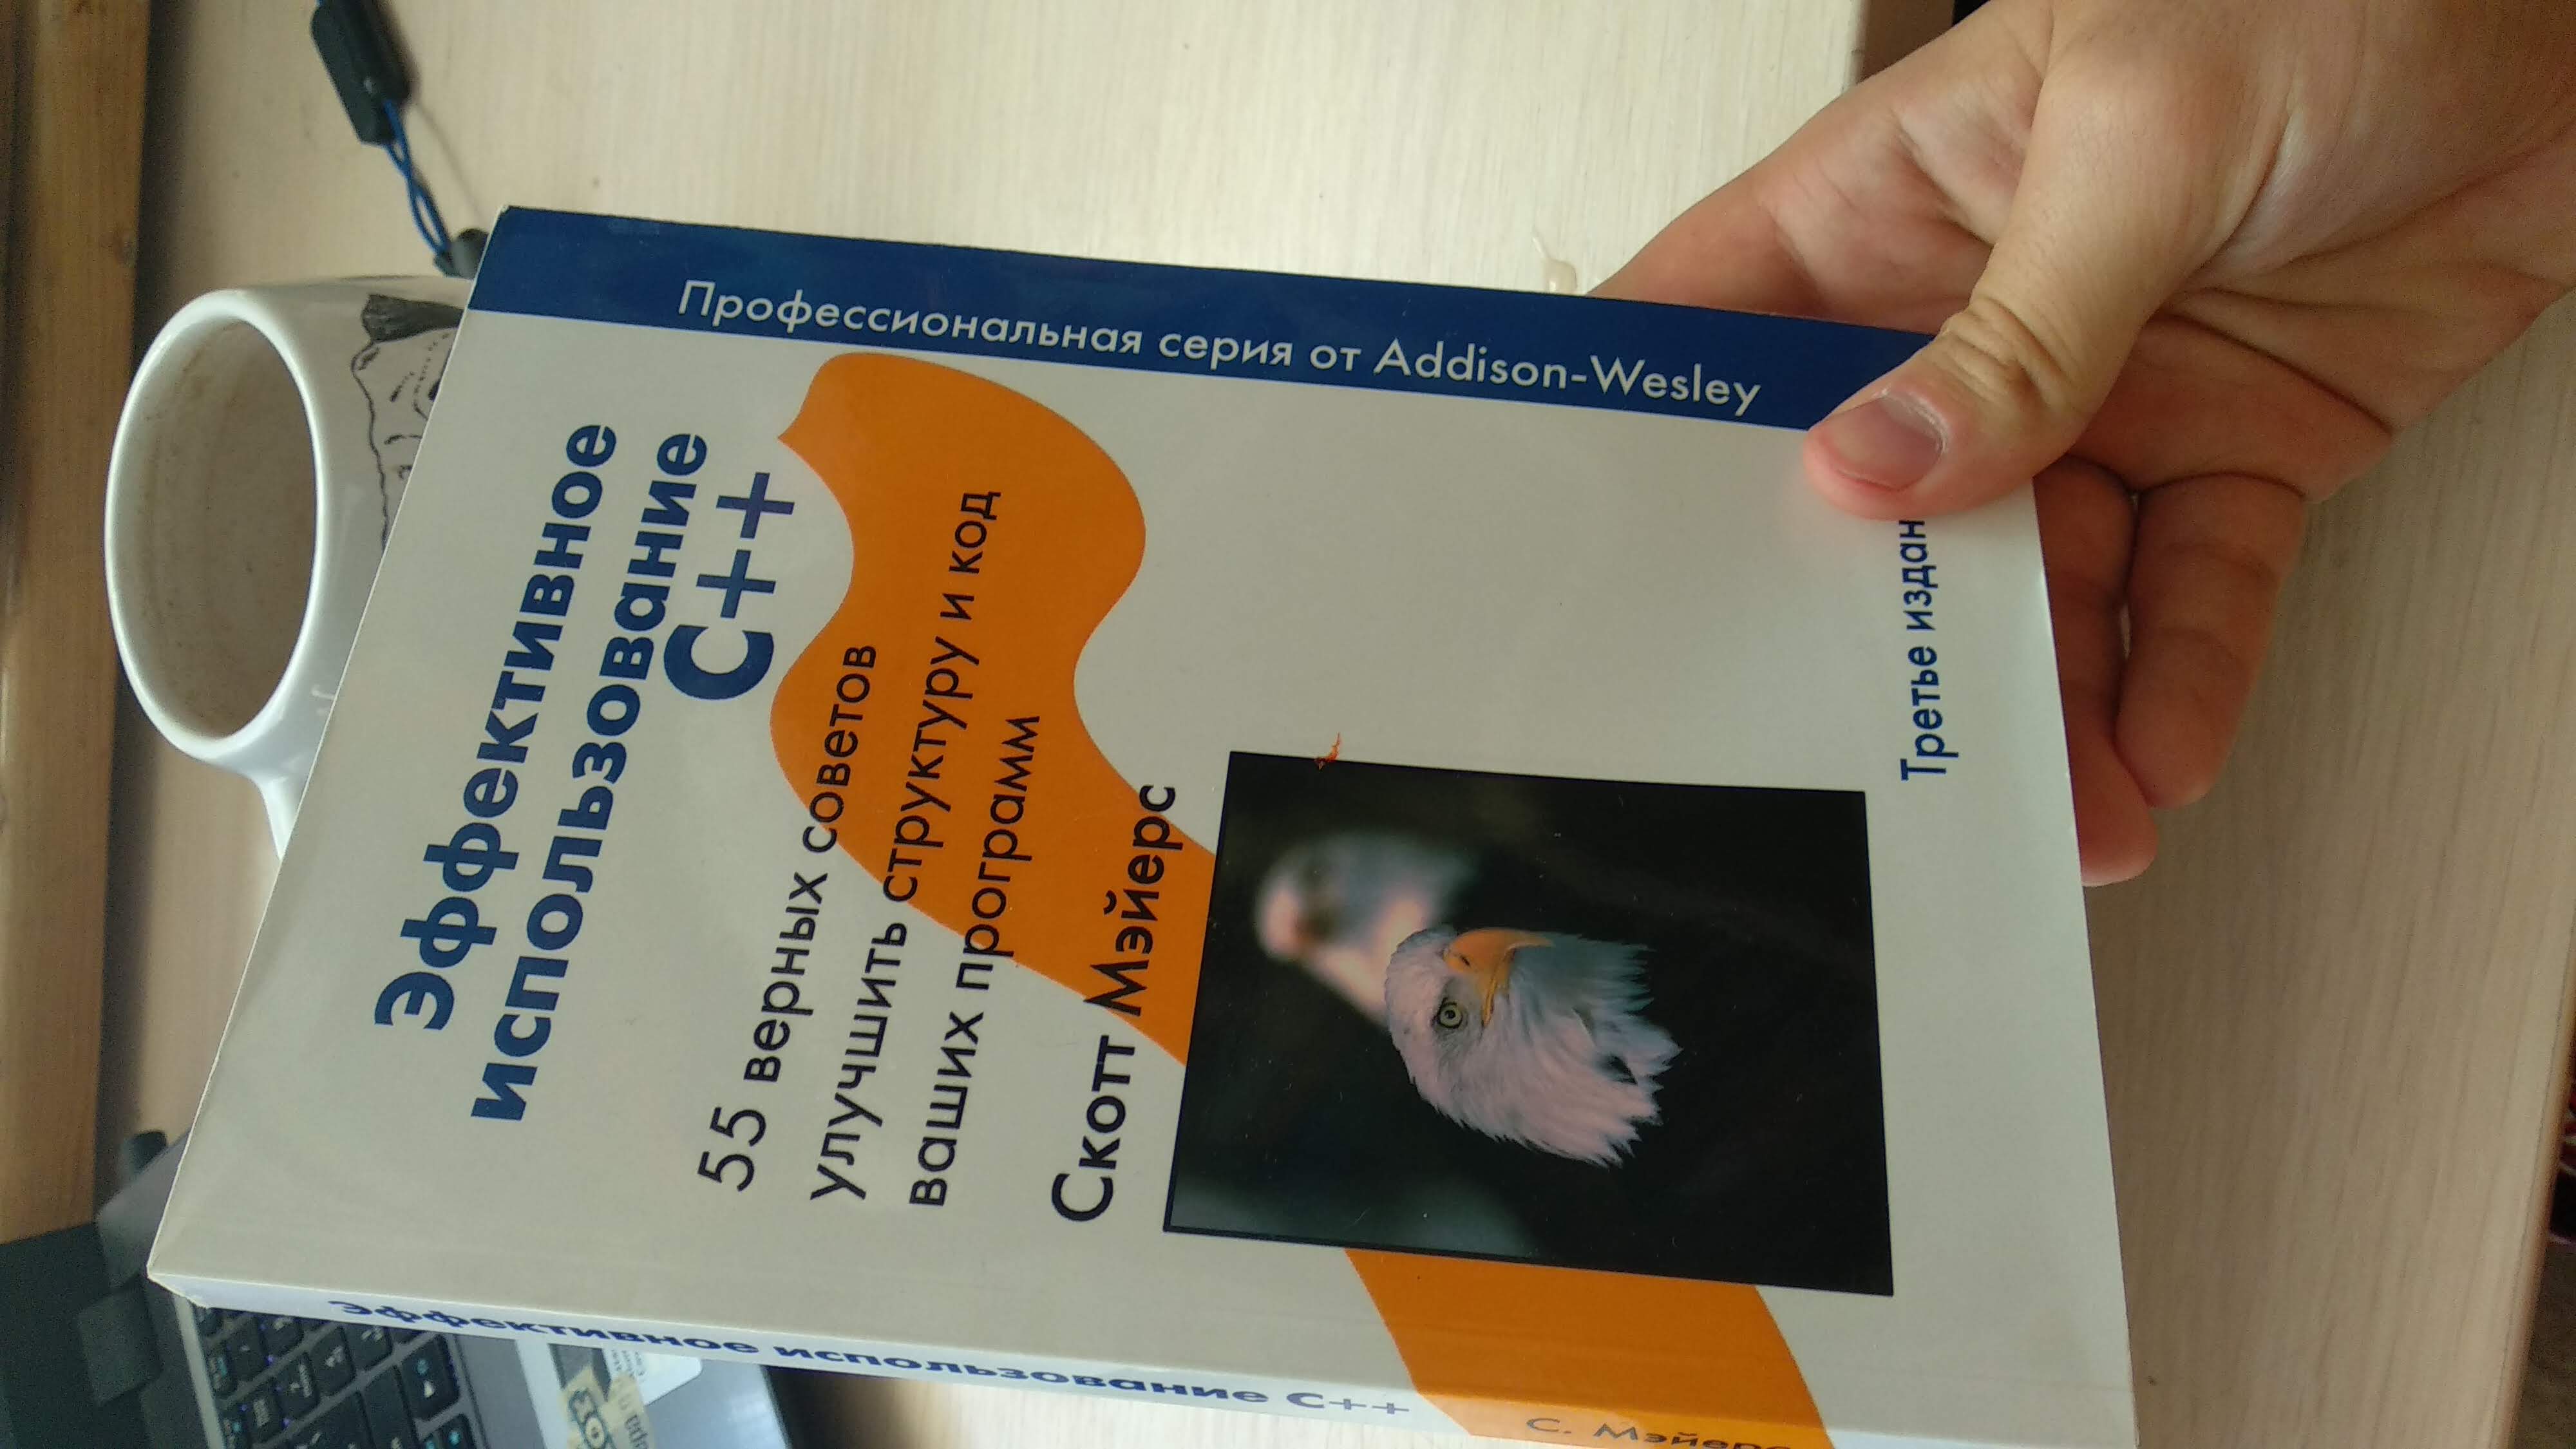 Эффективное
использование
C++
55 верных советов
улучшить структуру и код
ваших программ
Скотт Мэйерс
Третье издан
Профессиональная серия от Addison-Wesley
Эффективное использование C++
С. Мэйерс